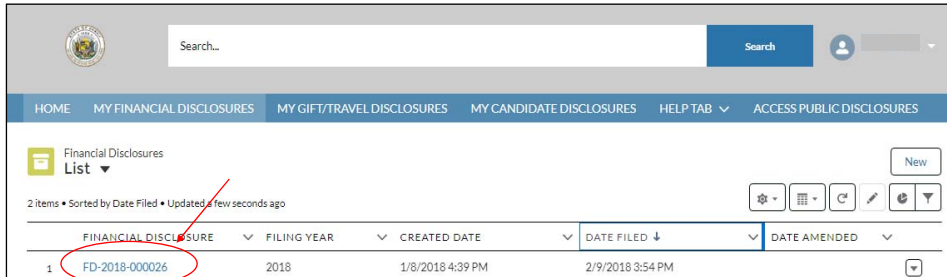 Search...
Search
HOME MY FINANCIAL DISCLOSURES MY GIFT/TRAVEL DISCLOSURES MY CANDIDATE DISCLOSURES HELP TAB ACCESS PUBLIC DISCLOSURES
Financial Disclosures
List
New
2 items • Sorted by Date Filed • Updated a few seconds ago
FINANCIAL DISCLOSURE FILING YEAR CREATED DATE DATE FILED ↓ DATE AMENDED
1 FD-2018-000026 2018 1/8/2018 4:39 PM 2/9/2018 3:54 PM